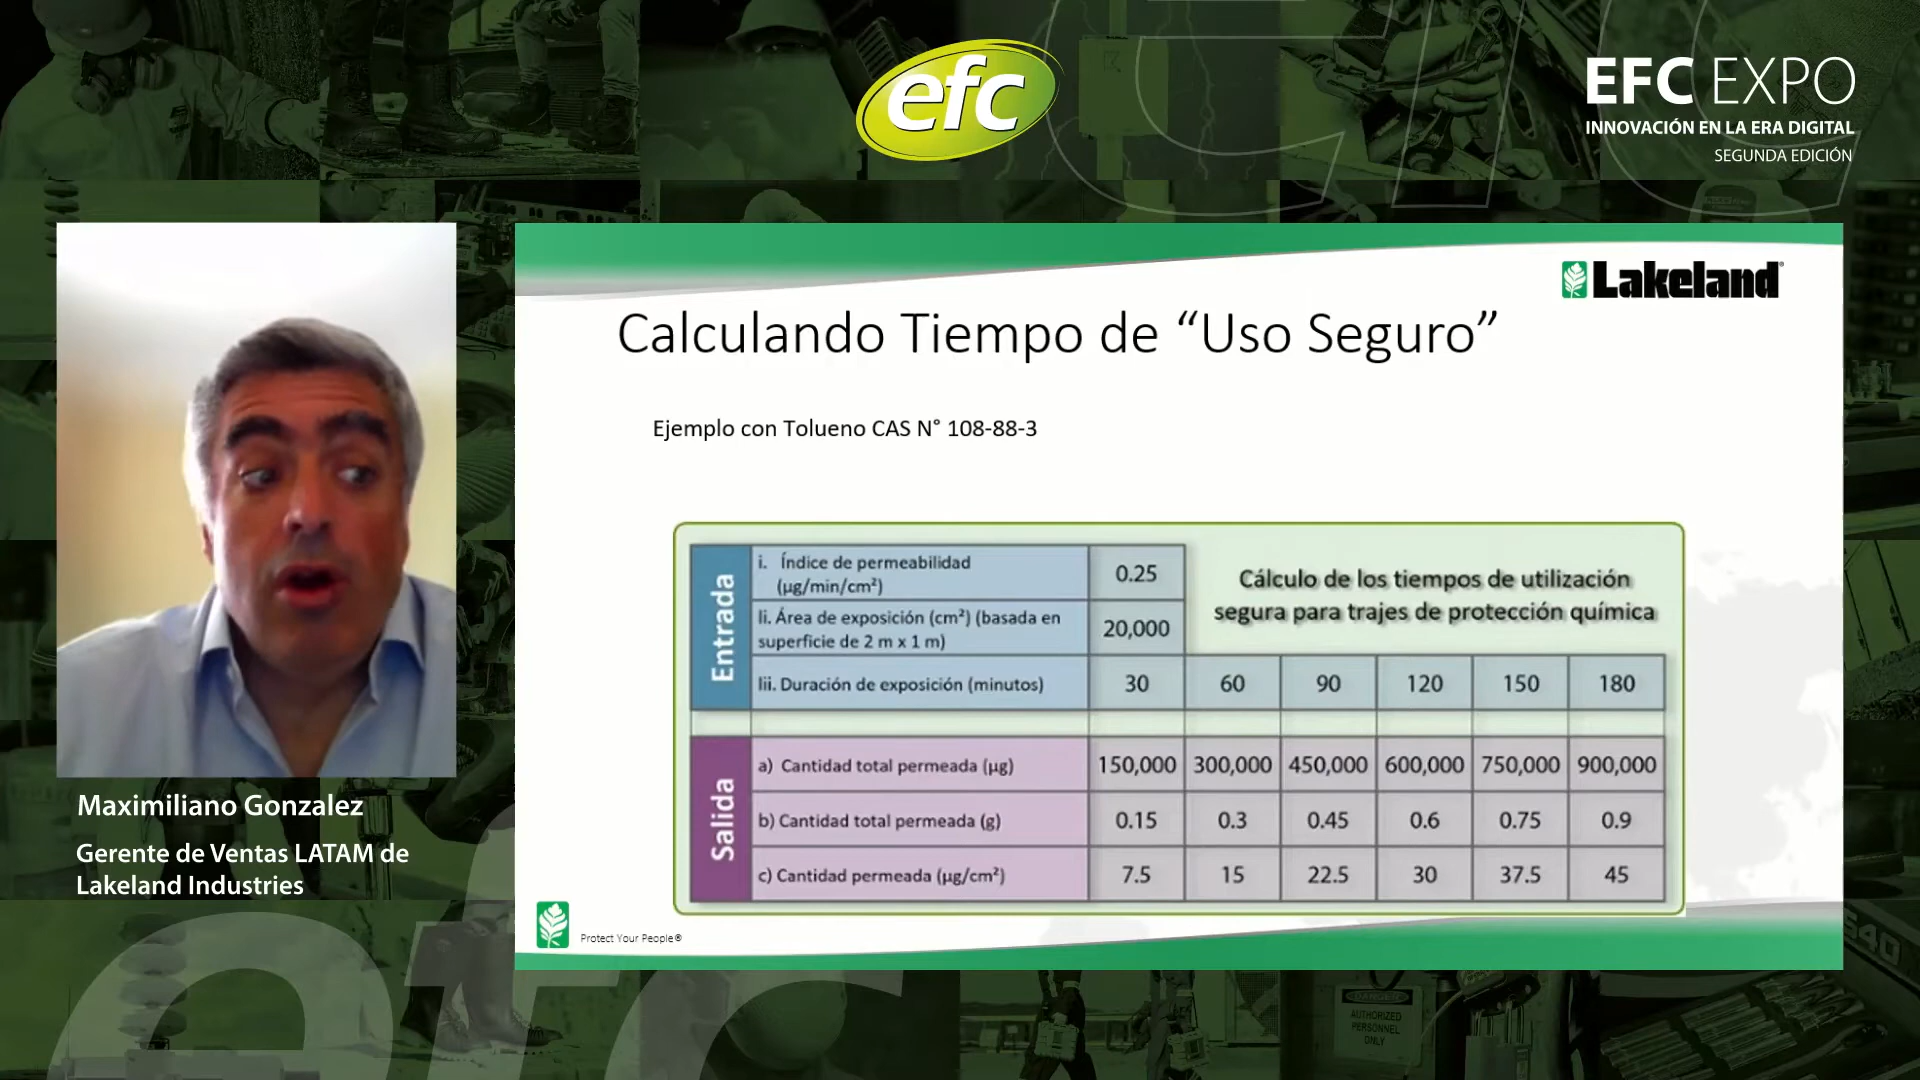 efc
EFC EXPO
INNOVACIÓN EN LA ERA DIGITAL
SEGUNDA EDICIÓN
Lakeland
Calculando Tiempo de “Uso Seguro”
Ejemplo con Tolueno CAS N° 108-88-3
Entrada
i. Índice de permeabilidad
(µg/min/cm²)
0.25
Cálculo de los tiempos de utilización
segura para trajes de protección química
Ii. Área de exposición (cm²) (basada en
superficie de 2 m x 1 m)
20,000
Iii. Duración de exposición (minutos) 30 60 90 120 150 180
Salida
a) Cantidad total permeada (µg) 150,000 300,000 450,000 600,000 750,000 900,000
b) Cantidad total permeada (g) 0.15 0.3 0.45 0.6 0.75 0.9
c) Cantidad permeada (µg/cm²) 7.5 15 22.5 30 37.5 45
Protect Your People®
Maximiliano Gonzalez
Gerente de Ventas LATAM de
Lakeland Industries
DANGER
AUTHORIZED
PERSONNEL
ONLY
540